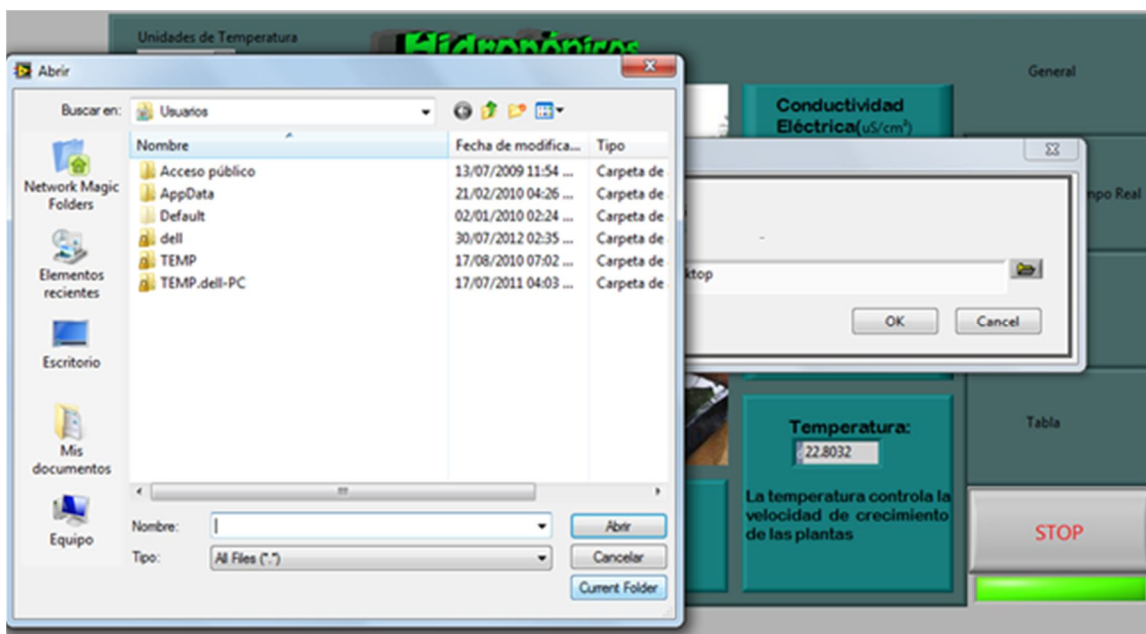 Unidades de Temperatura
Hidropónicos
General
Abrir
Buscar en:
Usuarios
Nombre
Fecha de modifica...
Tipo
Acceso público
13/07/2009 11:54 ...
Carpeta de
AppData
21/02/2010 04:26 ...
Carpeta de
Default
02/01/2010 02:24 ...
Carpeta de
dell
30/07/2012 02:35 ...
Carpeta de
TEMP
17/08/2010 07:02 ...
Carpeta de
TEMP.dell-PC
17/07/2011 04:03 ...
Carpeta de
Network Magic
Folders
Elementos
recientes
Escritorio
Mis
documentos
Equipo
Nombre:
Abrir
Tipo:
All Files (*.*)
Cancelar
Current Folder
Conductividad
Eléctrica(uS/cm²)
mpo Real
ktop
OK
Cancel
Temperatura:
22.8032
La temperatura controla la
velocidad de crecimiento
de las plantas
Tabla
STOP